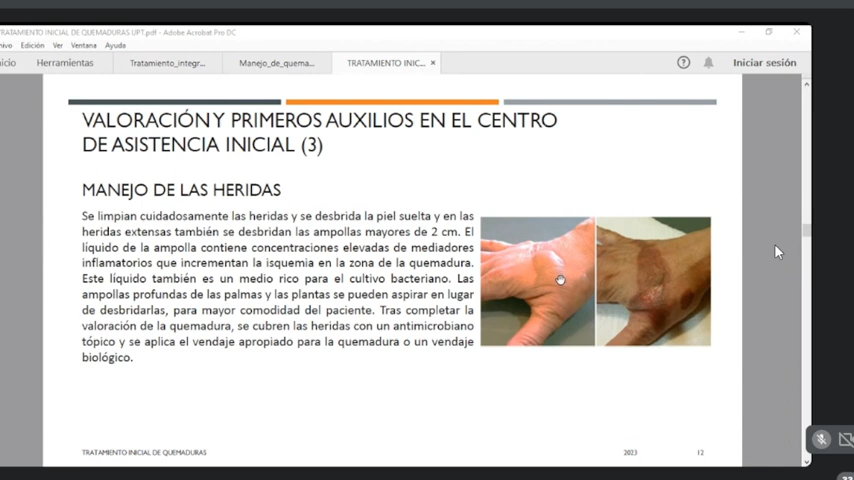 TRATAMIENTO INICIAL DE QUEMADURAS UPT.pdf - Adobe Acrobat Pro DC
Edición Ver Ventana Ayuda
Herramientas Tratamiento_integr... Manejo_de_quema... TRATAMIENTO INIC... × ? Iniciar sesión
VALORACIÓN Y PRIMEROS AUXILIOS EN EL CENTRO
DE ASISTENCIA INICIAL (3)
MANEJO DE LAS HERIDAS
Se limpian cuidadosamente las heridas y se desbrida la piel suelta y en las
heridas extensas también se desbridan las ampollas mayores de 2 cm. El
líquido de la ampolla contiene concentraciones elevadas de mediadores
inflamatorios que incrementan la isquemia en la zona de la quemadura.
Este líquido también es un medio rico para el cultivo bacteriano. Las
ampollas profundas de las palmas y las plantas se pueden aspirar en lugar
de desbridarlas, para mayor comodidad del paciente. Tras completar la
valoración de la quemadura, se cubren las heridas con un antimicrobiano
tópico y se aplica el vendaje apropiado para la quemadura o un vendaje
biológico.
TRATAMIENTO INICIAL DE QUEMADURAS 2023 12